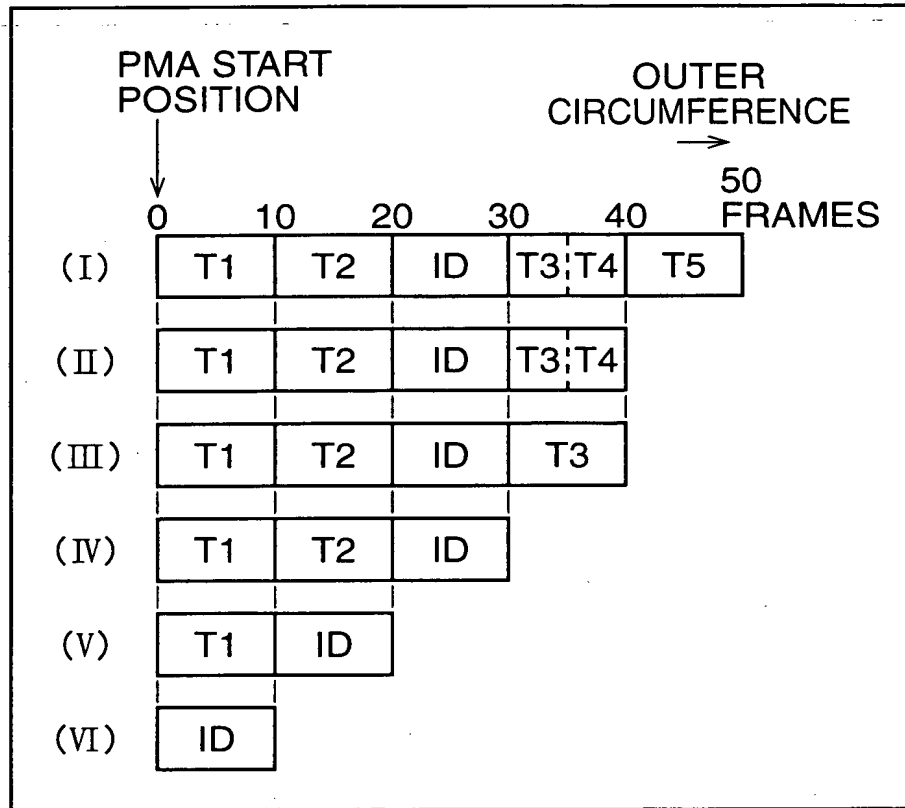 PMA START
POSITION
OUTER
CIRCUMFERENCE
→
50
0 10 20 30 40 FRAMES
(I) T1 T2 ID T3 T4 T5
(II) T1 T2 ID T3 T4
(III) T1 T2 ID T3
(IV) T1 T2 ID
(V) T1 ID
(VI) ID